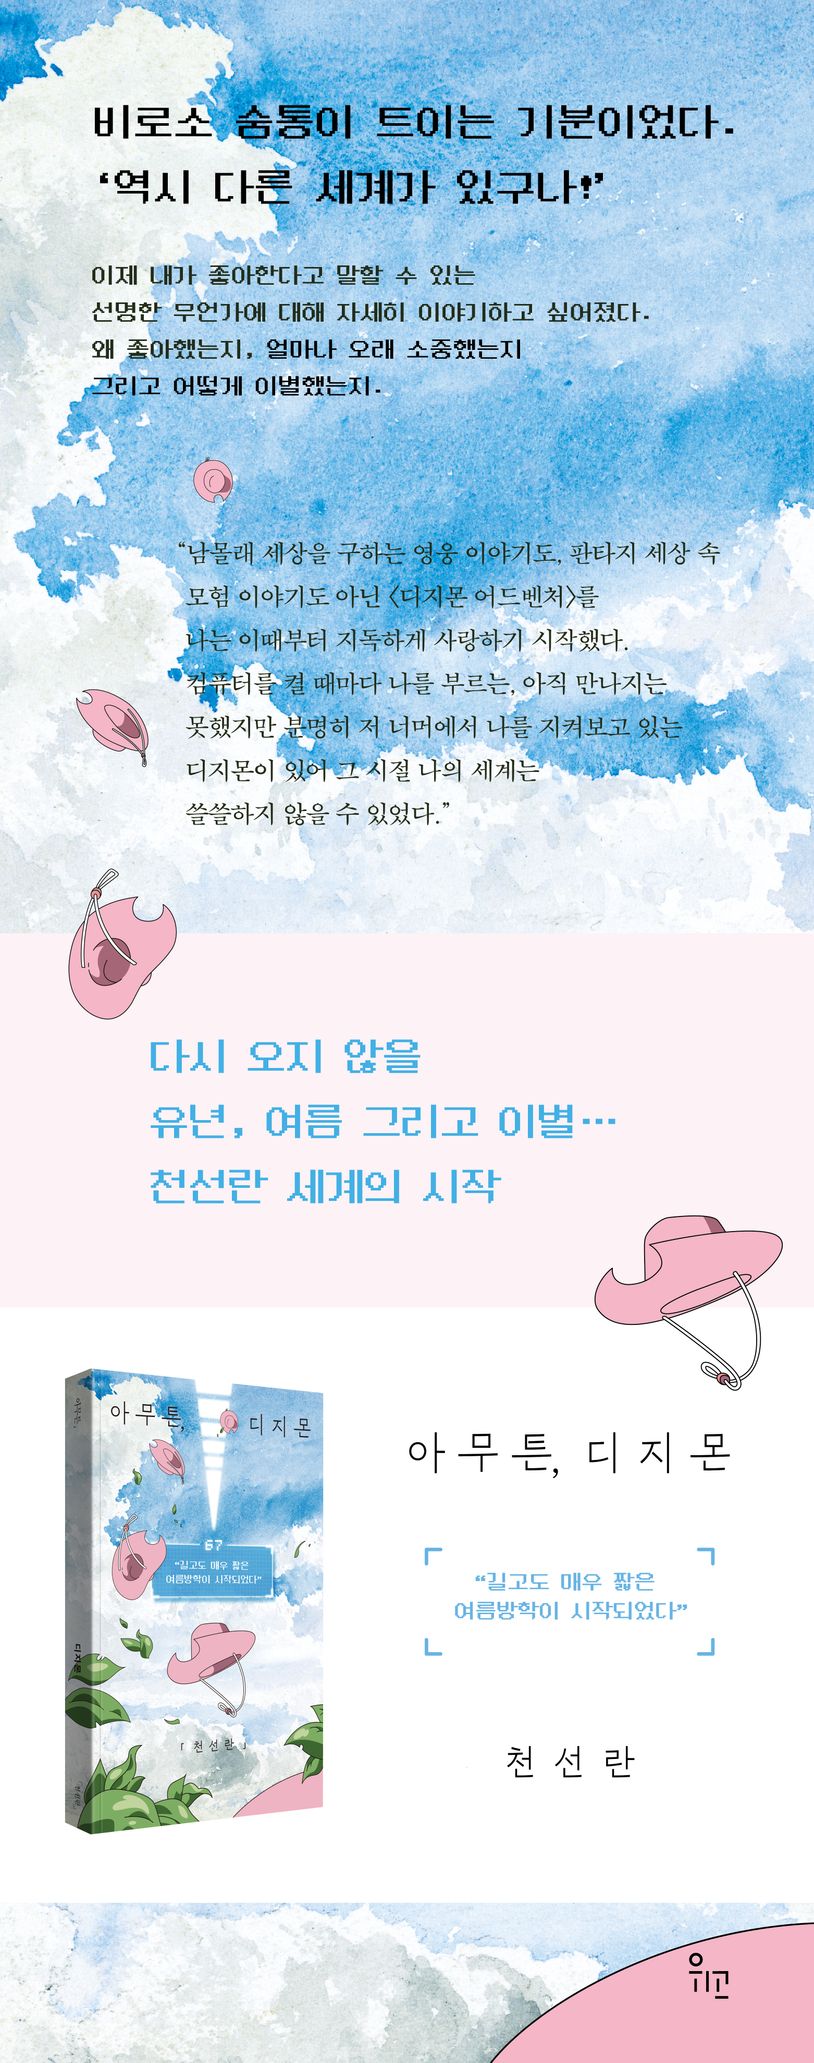 비로소 숨통이 트이는 기분이었다.
‘역시 다른 세계가 있구나!’
이제 내가 좋아한다고 말할 수 있는
선명한 무언가에 대해 자세히 이야기하고 싶어졌다.
왜 좋아했는지, 얼마나 오래 소중했는지
그리고 어떻게 이별했는지.
“남몰래 세상을 구하는 영웅 이야기도, 판타지 세상 속
모험 이야기도 아닌 〈디지몬 어드벤처〉를
나는 이때부터 지독하게 사랑하기 시작했다.
컴퓨터를 켤 때마다 나를 부르는, 아직 만나지는
못했지만 분명히 저 너머에서 나를 지켜보고 있는
디지몬이 있어 그 시절 나의 세계는
쓸쓸하지 않을 수 있었다.”
다시 오지 않을
유년, 여름 그리고 이별…
천선란 세계의 시작
아무튼,
디지몬
천선란
아무튼, 디지몬
67
“길고도 매우 짧은
여름방학이 시작되었다”
「천선란」
아무튼, 디지몬
“길고도 매우 짧은
여름방학이 시작되었다”
천선란
위고